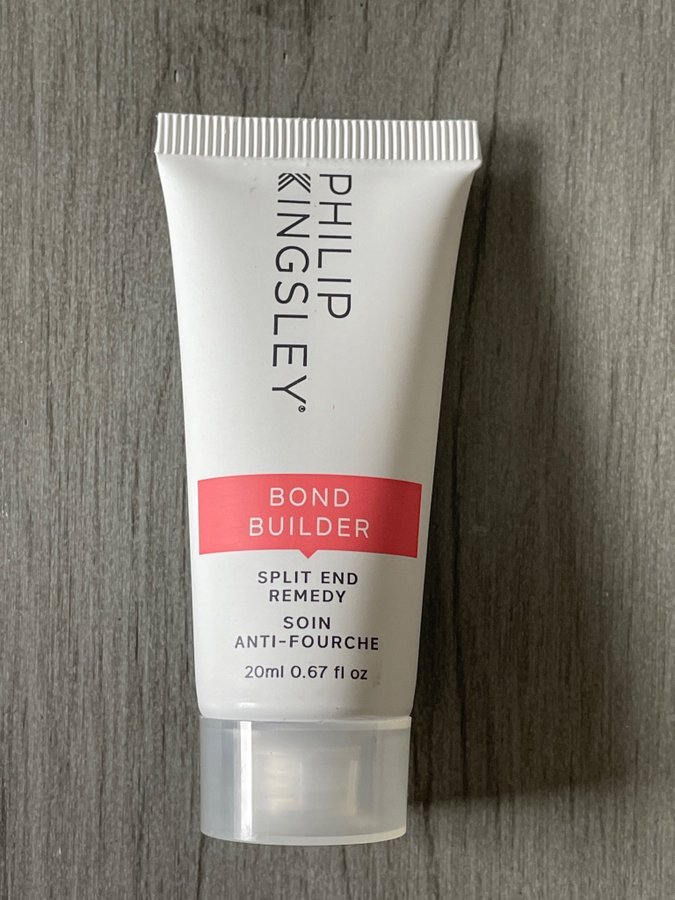 PHILIP
KINGSLEY®
BOND
BUILDER
SPLIT END
REMEDY
SOIN
ANTI-FOURCHE
20ml 0.67 fl oz